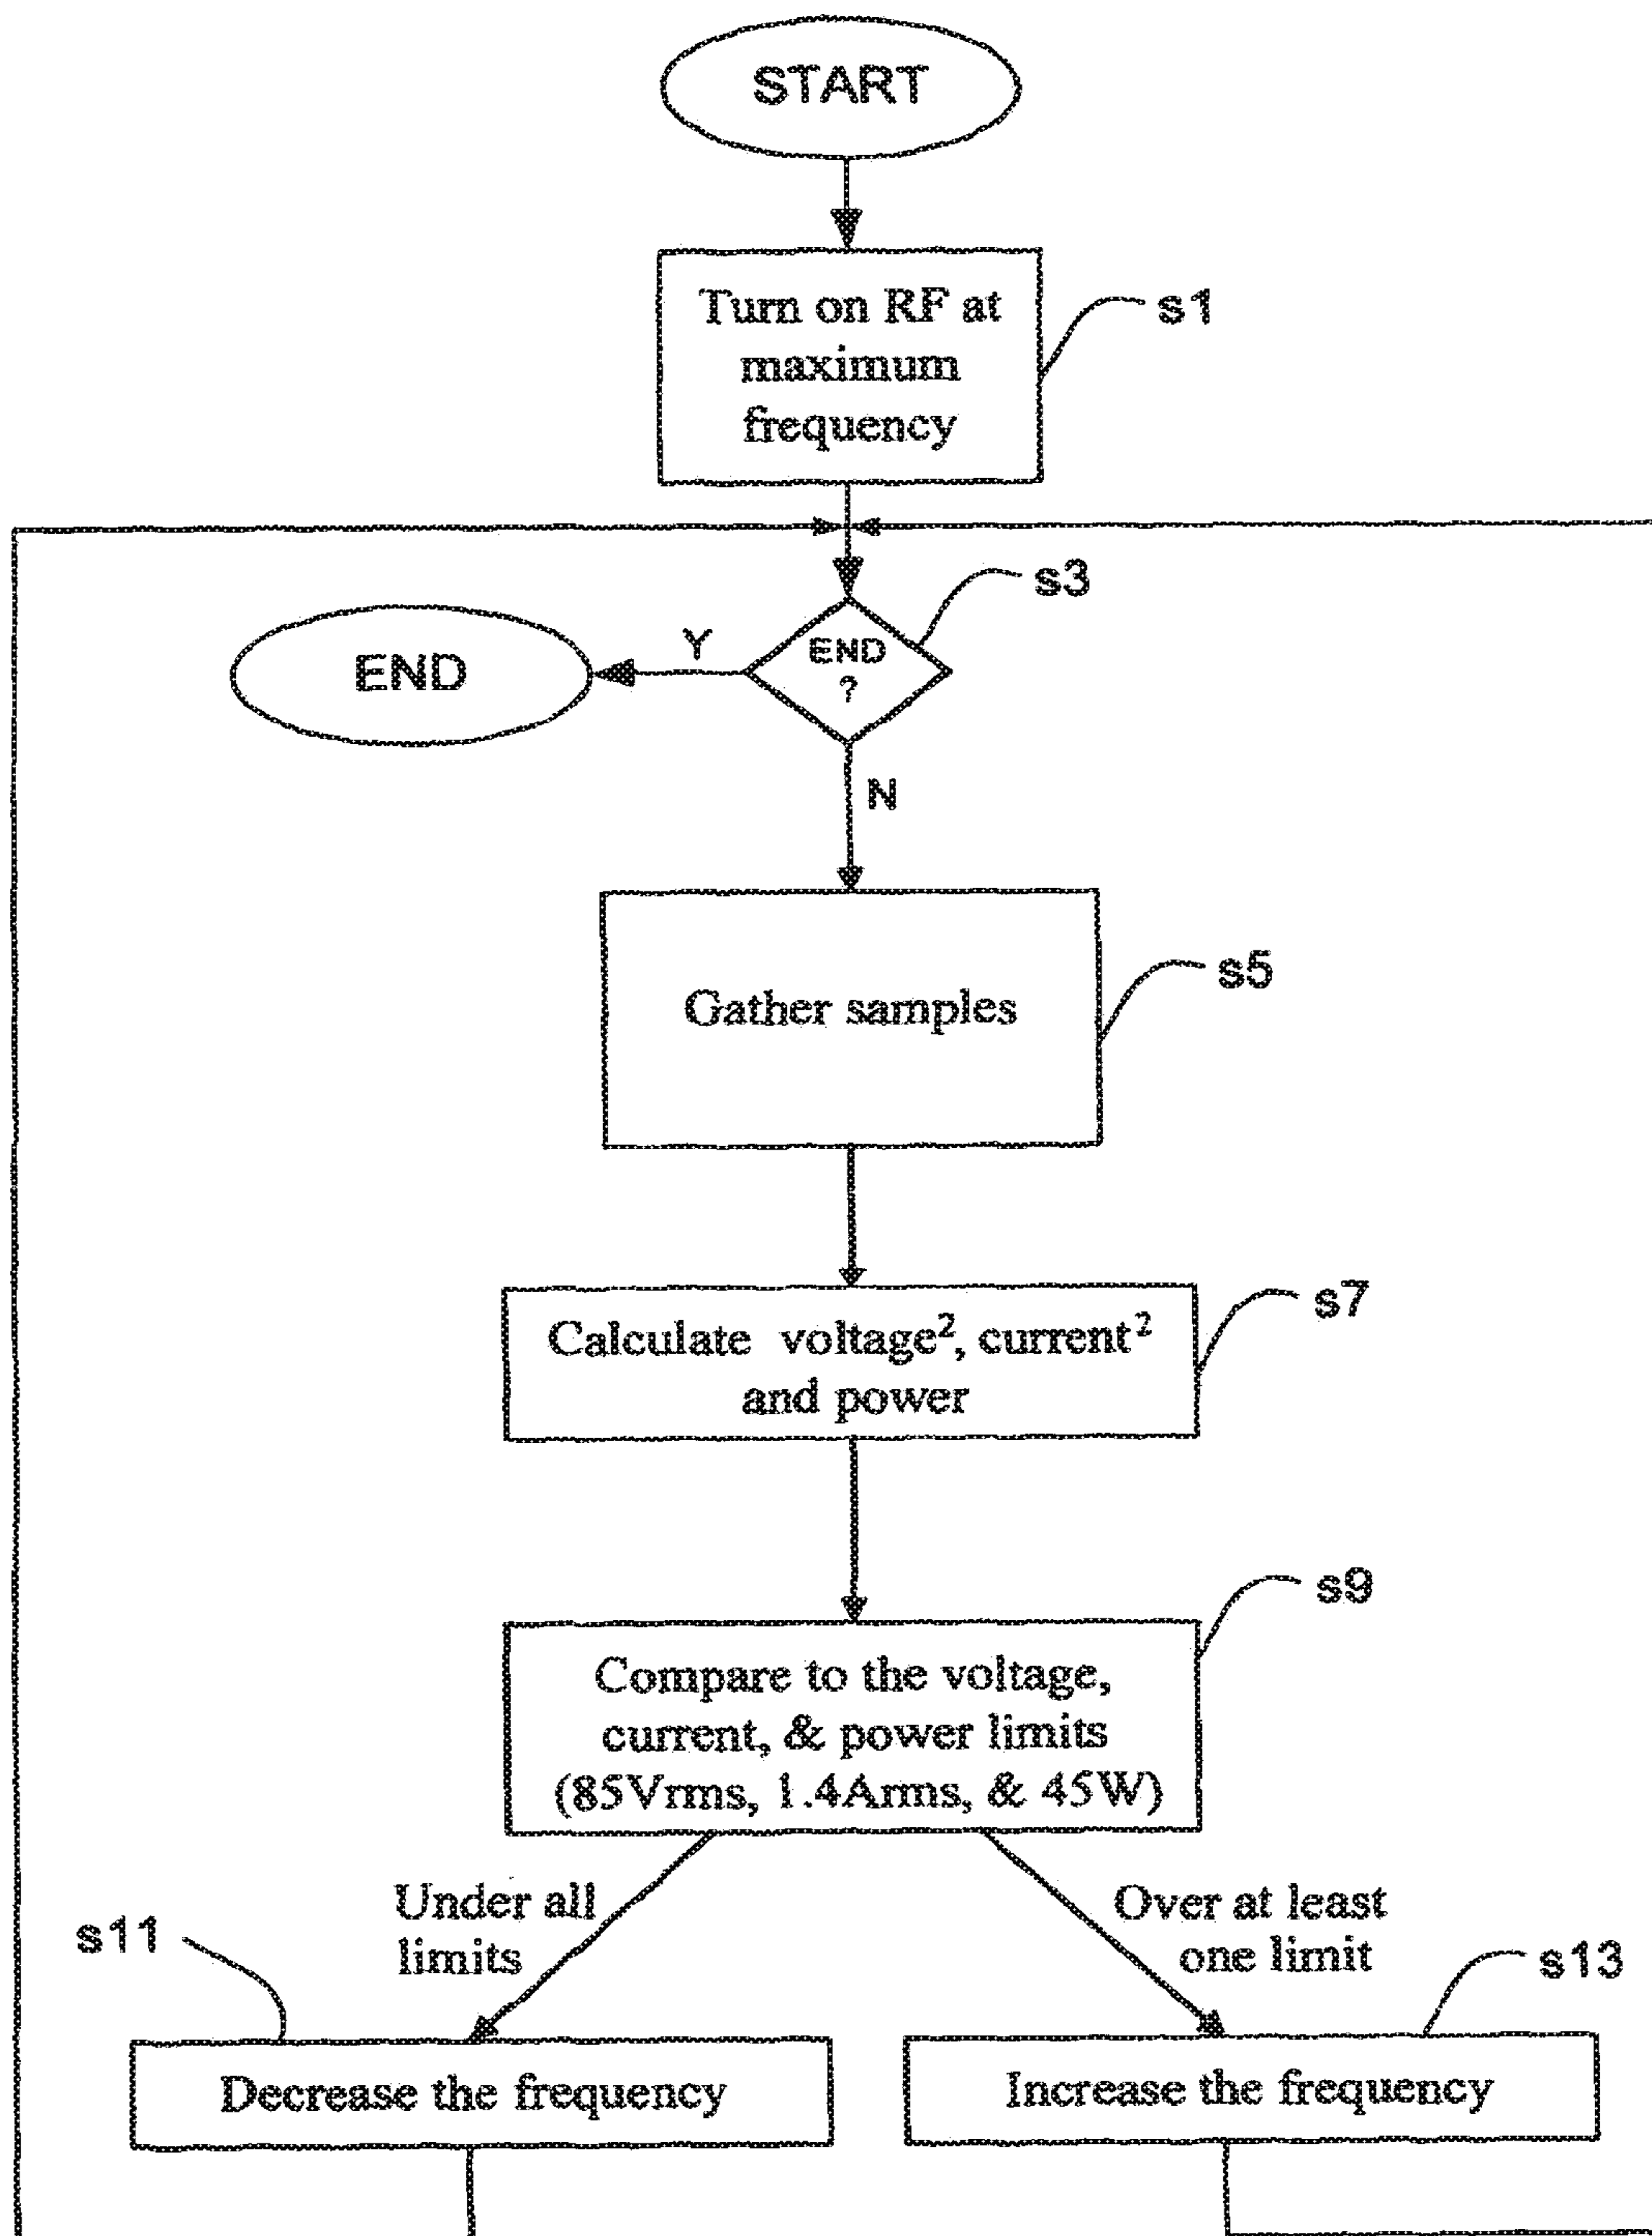 START
Turn on RF at
maximum
frequency
s1
s3
END
?
Y
END
N
Gather samples
s5
Calculate voltage², current²
and power
s7
s9
Compare to the voltage,
current, & power limits
(85Vrms, 1.4Arms, & 45W)
Under all
limits
Over at least
one limit
s11
s13
Decrease the frequency
Increase the frequency